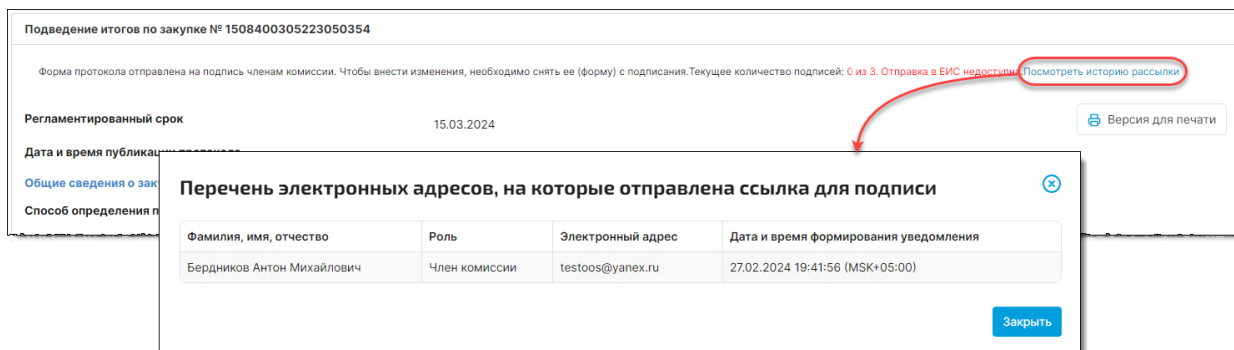 Подведение итогов по закупке № 1508400305223050354
Форма протокола отправлена на подпись членам комиссии. Чтобы внести изменения, необходимо снять ее (форму) с подписания.Текущее количество подписей: 0 из 3. Отправка в ЕИС недоступна.Посмотреть историю рассылки
Регламентированный срок
15.03.2024
Версия для печати
Дата и время публикации протокола
Общие сведения о зак
Способ определения п
Перечень электронных адресов, на которые отправлена ссылка для подписи
Фамилия, имя, отчество Роль Электронный адрес Дата и время формирования уведомления
Бердников Антон Михайлович Член комиссии testoos@yanex.ru 27.02.2024 19:41:56 (MSK+05:00)
Закрыть